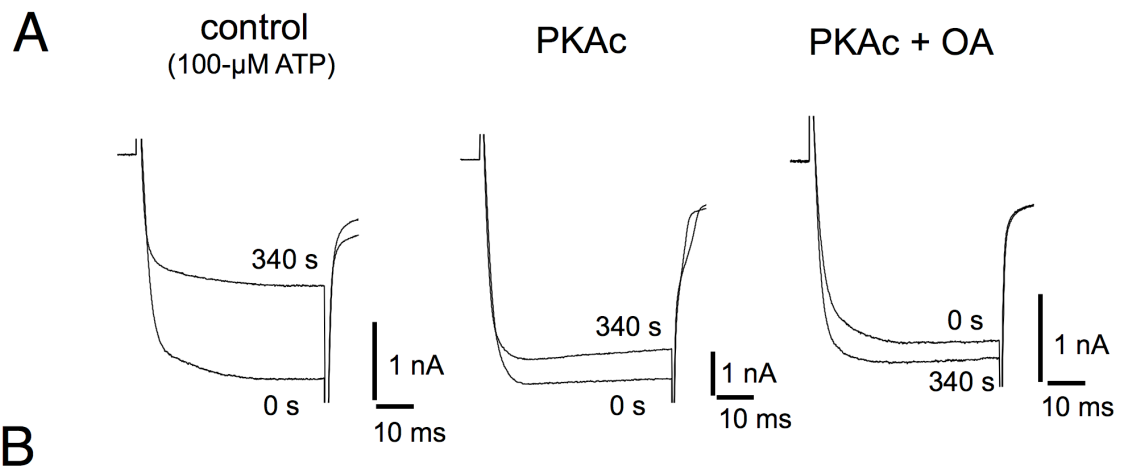 A
control
(100-µM ATP)
PKAc
PKAc + OA
340 s
0 s
1 nA
10 ms
340 s
0 s
1 nA
10 ms
0 s
340 s
1 nA
10 ms
B